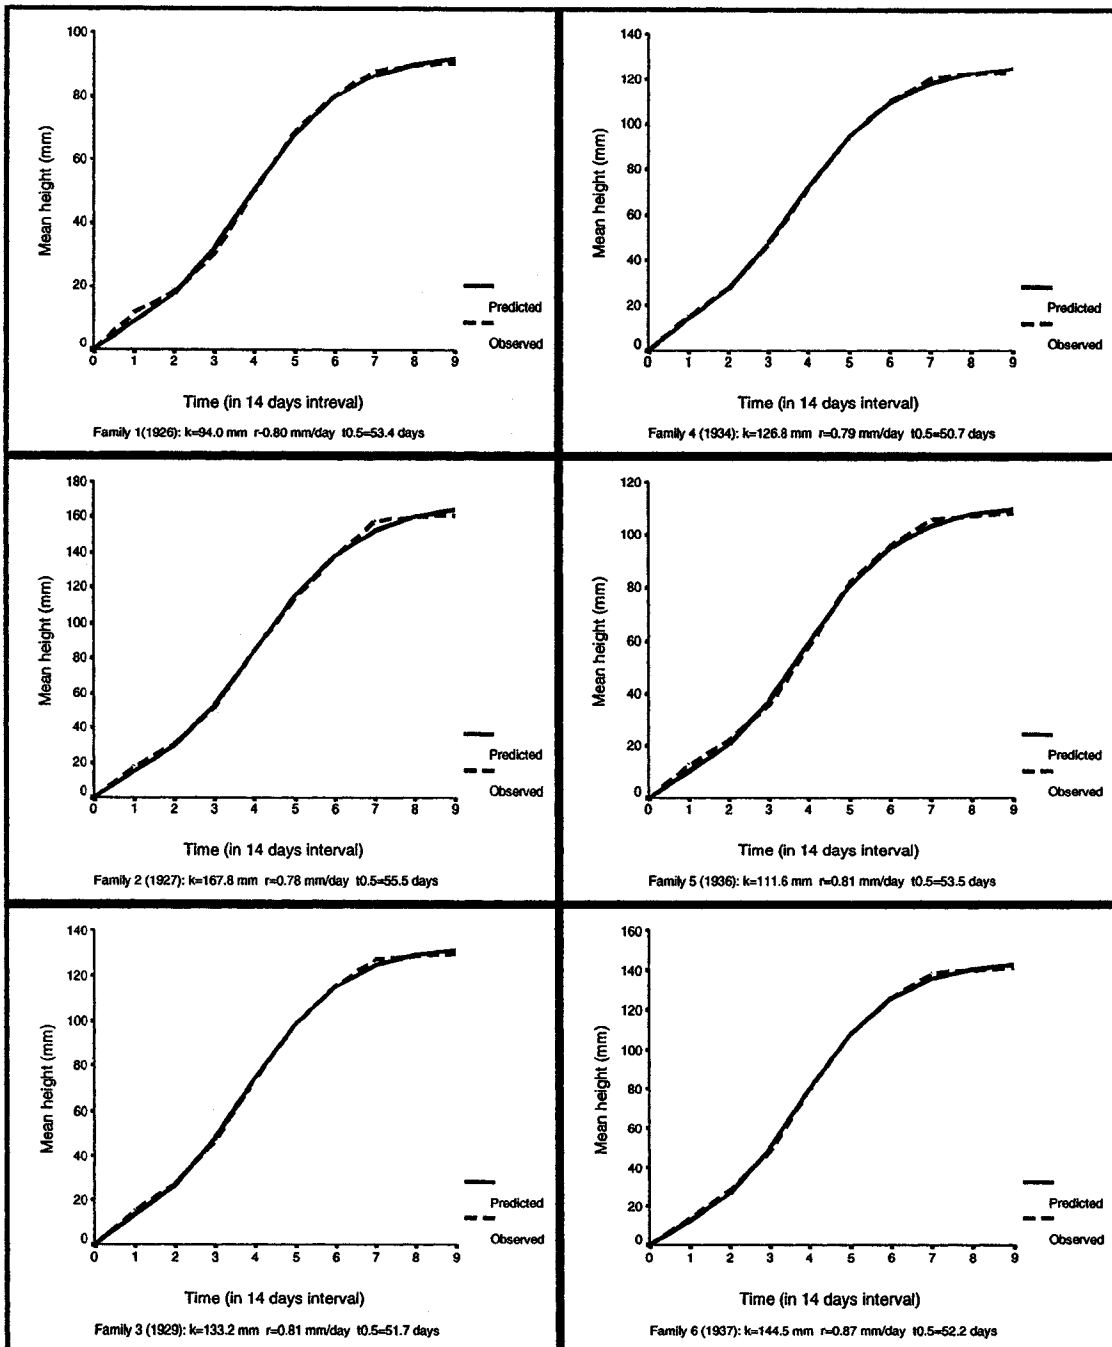 100
80
60
40
20
0
0 1 2 3 4 5 6 7 8 9
Mean height (mm)
Predicted
Observed
Time (in 14 days intreval)
Family 1(1926): k=94.0 mm r-0.80 mm/day t0.5=53.4 days
140
120
100
80
60
40
20
0
0 1 2 3 4 5 6 7 8 9
Mean height (mm)
Predicted
Observed
Time (in 14 days interval)
Family 4 (1934): k=126.8 mm r=0.79 mm/day t0.5=50.7 days
180
160
140
120
100
80
60
40
20
0
0 1 2 3 4 5 6 7 8 9
Mean height (mm)
Predicted
Observed
Time (in 14 days interval)
Family 2 (1927): k=167.8 mm r=0.78 mm/day t0.5=55.5 days
120
100
80
60
40
20
0
0 1 2 3 4 5 6 7 8 9
Mean height (mm)
Predicted
Observed
Time (in 14 days interval)
Family 5 (1936): k=111.6 mm r=0.81 mm/day t0.5=53.5 days
140
120
100
80
60
40
20
0
0 1 2 3 4 5 6 7 8 9
Mean height (mm)
Predicted
Observed
Time (in 14 days interval)
Family 3 (1929): k=133.2 mm r=0.81 mm/day t0.5=51.7 days
160
140
120
100
80
60
40
20
0
0 1 2 3 4 5 6 7 8 9
Mean height (mm)
Predicted
Observed
Time (in 14 days interval)
Family 6 (1937): k=144.5 mm r=0.87 mm/day t0.5=52.2 days